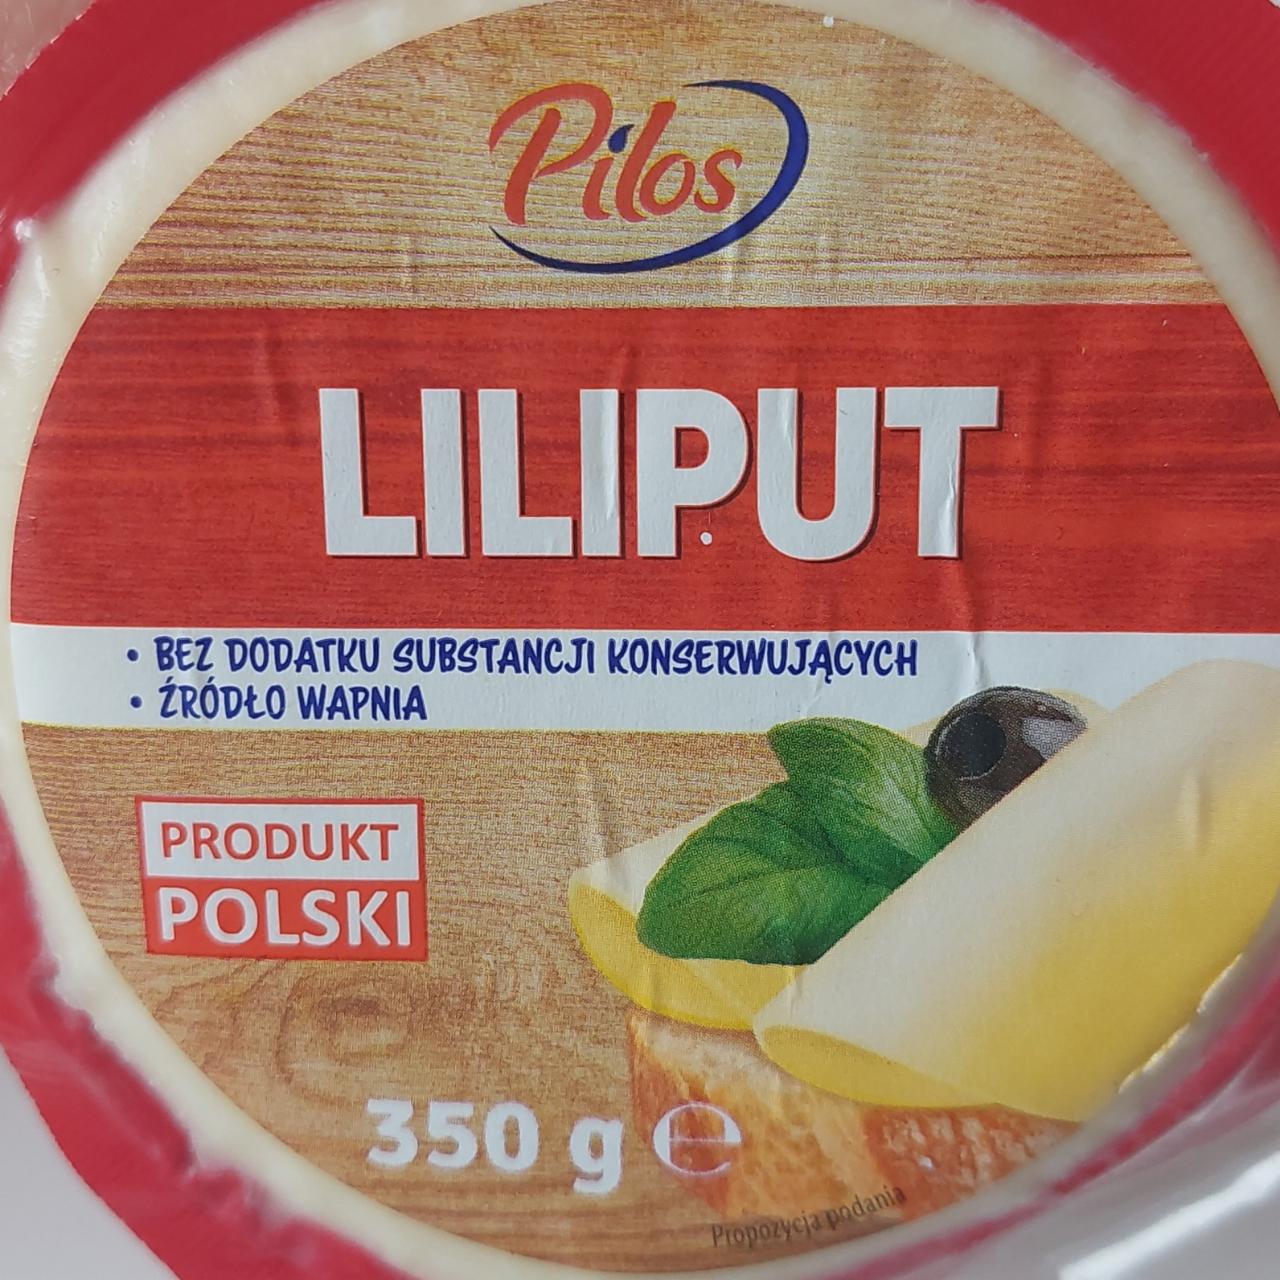 Pilos
LILIPUT
• BEZ DODATKU SUBSTANCJI KONSERWUJĄCYCH
• ŹRÓDŁO WAPNIA
PRODUKT
POLSKI
350 g ℮
Propozycja podania